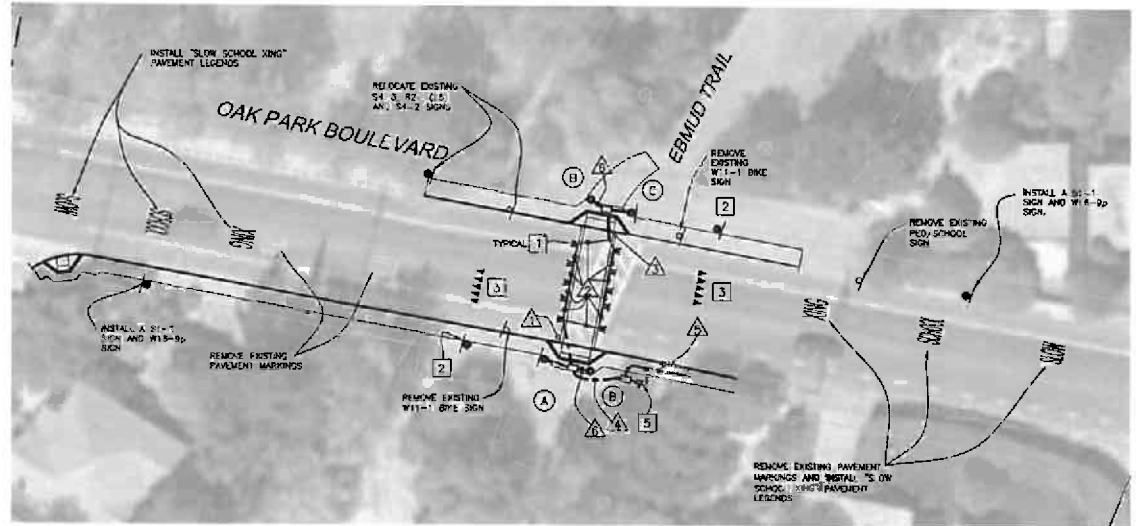 INSTALL "SLOW SCHOOL XING"
PAVEMENT LEGENDS
OAK PARK BOULEVARD
RELOCATE EXISTING
AND S4-2 SIGNS
EBMUD TRAIL
REMOVE
EXISTING
W11-1 BIKE
SIGN
INSTALL A S1-1
SIGN AND W16-9p
SIGN.
REMOVE EXISTING
PED/SCHOOL
SIGN
B
6
C
2
TYPICAL
1
3
3
3
SLOW
XING
XING
SLOW
INSTALL A S1-1
SIGN AND W16-9p
SIGN
REMOVE EXISTING
PAVEMENT MARKINGS
2
REMOVE EXISTING
W11-1 BIKE SIGN
A
B
6
4
5
REMOVE EXISTING PAVEMENT
MARKINGS AND INSTALL "SLOW
SCHOOL XING" PAVEMENT
LEGENDS